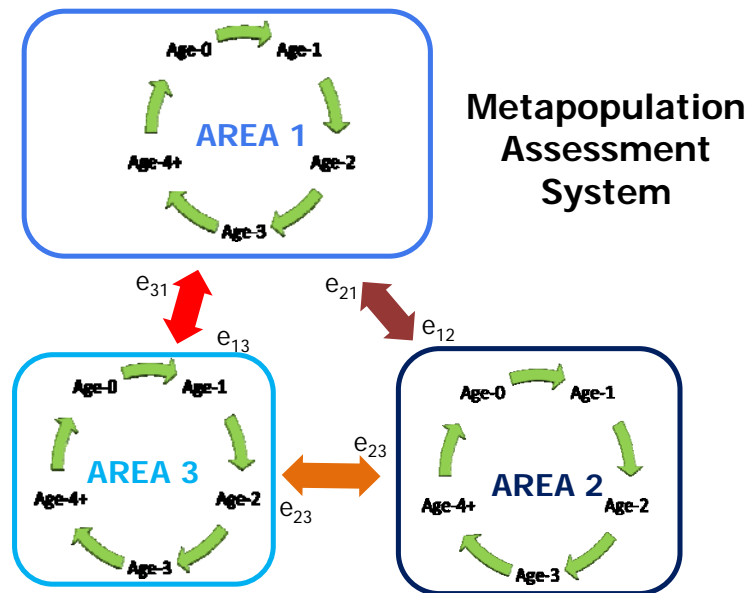 Metapopulation
Assessment
System
Age-0
Age-1
AREA 1
Age-4+
Age-2
Age-3
e31
e21
e13
e12
Age-0
Age-1
AREA 3
Age-4+
Age-2
Age-3
e23
e23
Age-0
Age-1
AREA 2
Age-4+
Age-2
Age-3